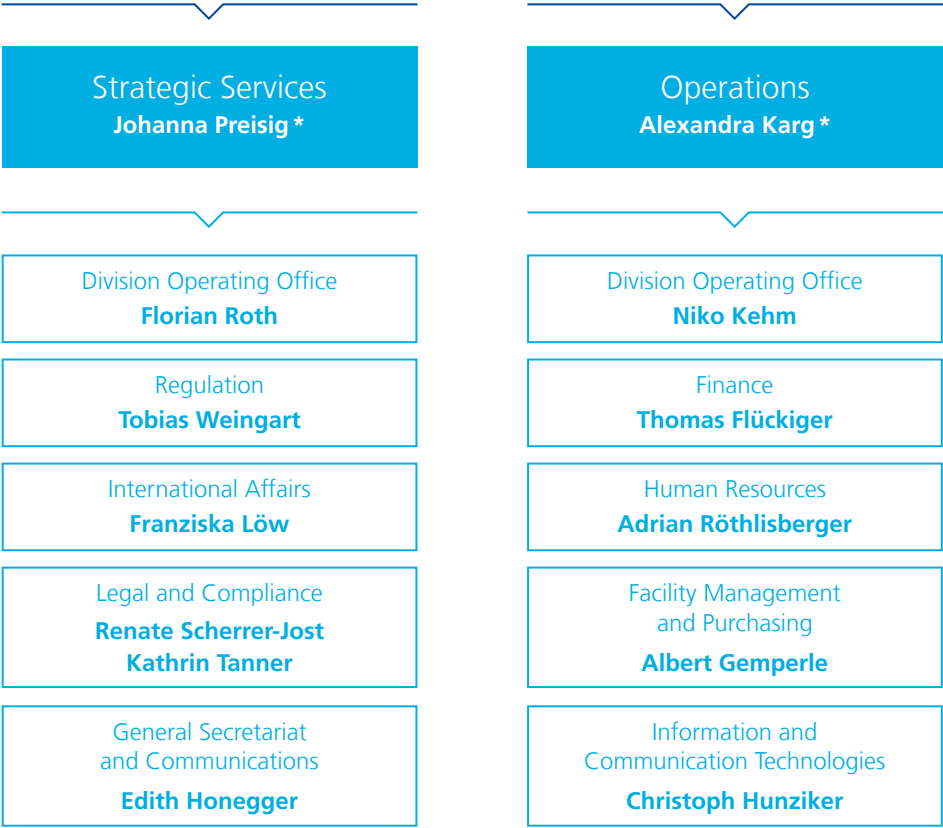 Strategic Services
Johanna Preisig *
Division Operating Office
Florian Roth
Regulation
Tobias Weingart
International Affairs
Franziska Löw
Legal and Compliance
Renate Scherrer-Jost
Kathrin Tanner
General Secretariat
and Communications
Edith Honegger
Operations
Alexandra Karg *
Division Operating Office
Niko Kehm
Finance
Thomas Flückiger
Human Resources
Adrian Röthlisberger
Facility Management
and Purchasing
Albert Gemperle
Information and
Communication Technologies
Christoph Hunziker